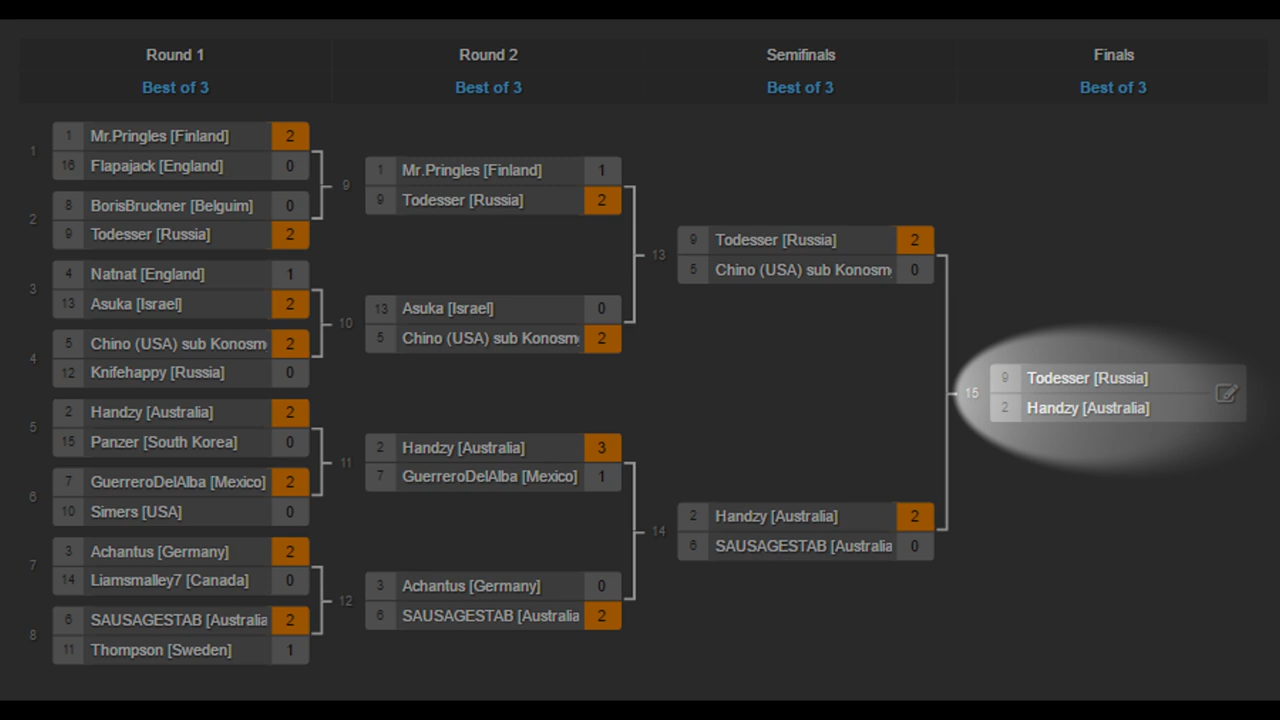 Round 1
Best of 3
Round 2
Best of 3
Semifinals
Best of 3
Finals
Best of 3
1
1 Mr.Pringles [Finland] 2
16 Flapajack [England] 0
2
8 BorisBruckner [Belguim] 0
9 Todesser [Russia] 2
3
4 Natnat [England] 1
13 Asuka [Israel] 2
4
5 Chino (USA) sub Konosm 2
12 Knifehappy [Russia] 0
5
2 Handzy [Australia] 2
15 Panzer [South Korea] 0
6
7 GuerreroDelAlba [Mexico] 2
10 Simers [USA] 0
7
3 Achantus [Germany] 2
14 Liamsmalley7 [Canada] 0
8
6 SAUSAGESTAB [Australia 2
11 Thompson [Sweden] 1
9
1 Mr.Pringles [Finland] 1
9 Todesser [Russia] 2
10
13 Asuka [Israel] 0
5 Chino (USA) sub Konosm 2
11
2 Handzy [Australia] 3
7 GuerreroDelAlba [Mexico] 1
12
3 Achantus [Germany] 0
6 SAUSAGESTAB [Australia 2
13
9 Todesser [Russia] 2
5 Chino (USA) sub Konosm 0
14
2 Handzy [Australia] 2
6 SAUSAGESTAB [Australia 0
15
9 Todesser [Russia]
2 Handzy [Australia]